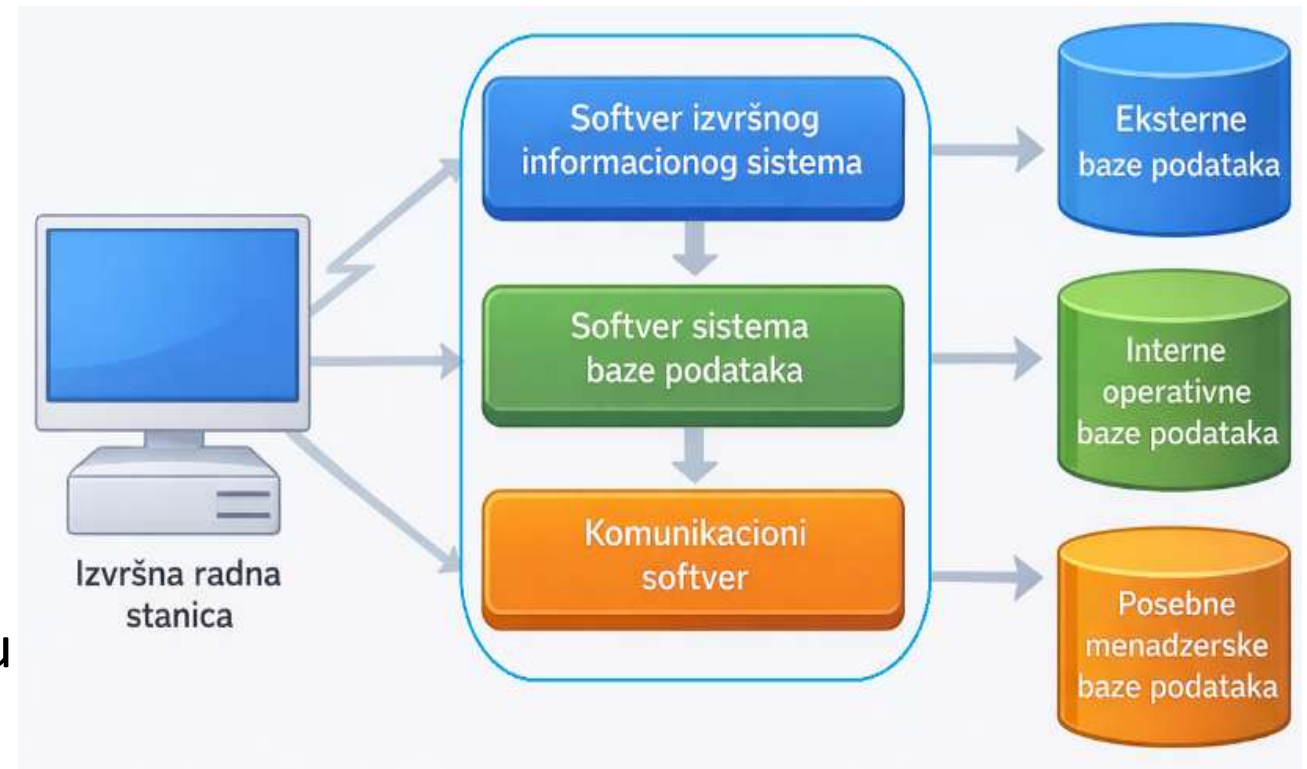 Softver izvršnog
informacionog sistema
Eksterne
baze podataka
Softver sistema
baze podataka
Interne
operativne
baze podataka
Komunikacioni
softver
Izvršna radna
stanica
Posebne
menadzerske
baze podataka
u